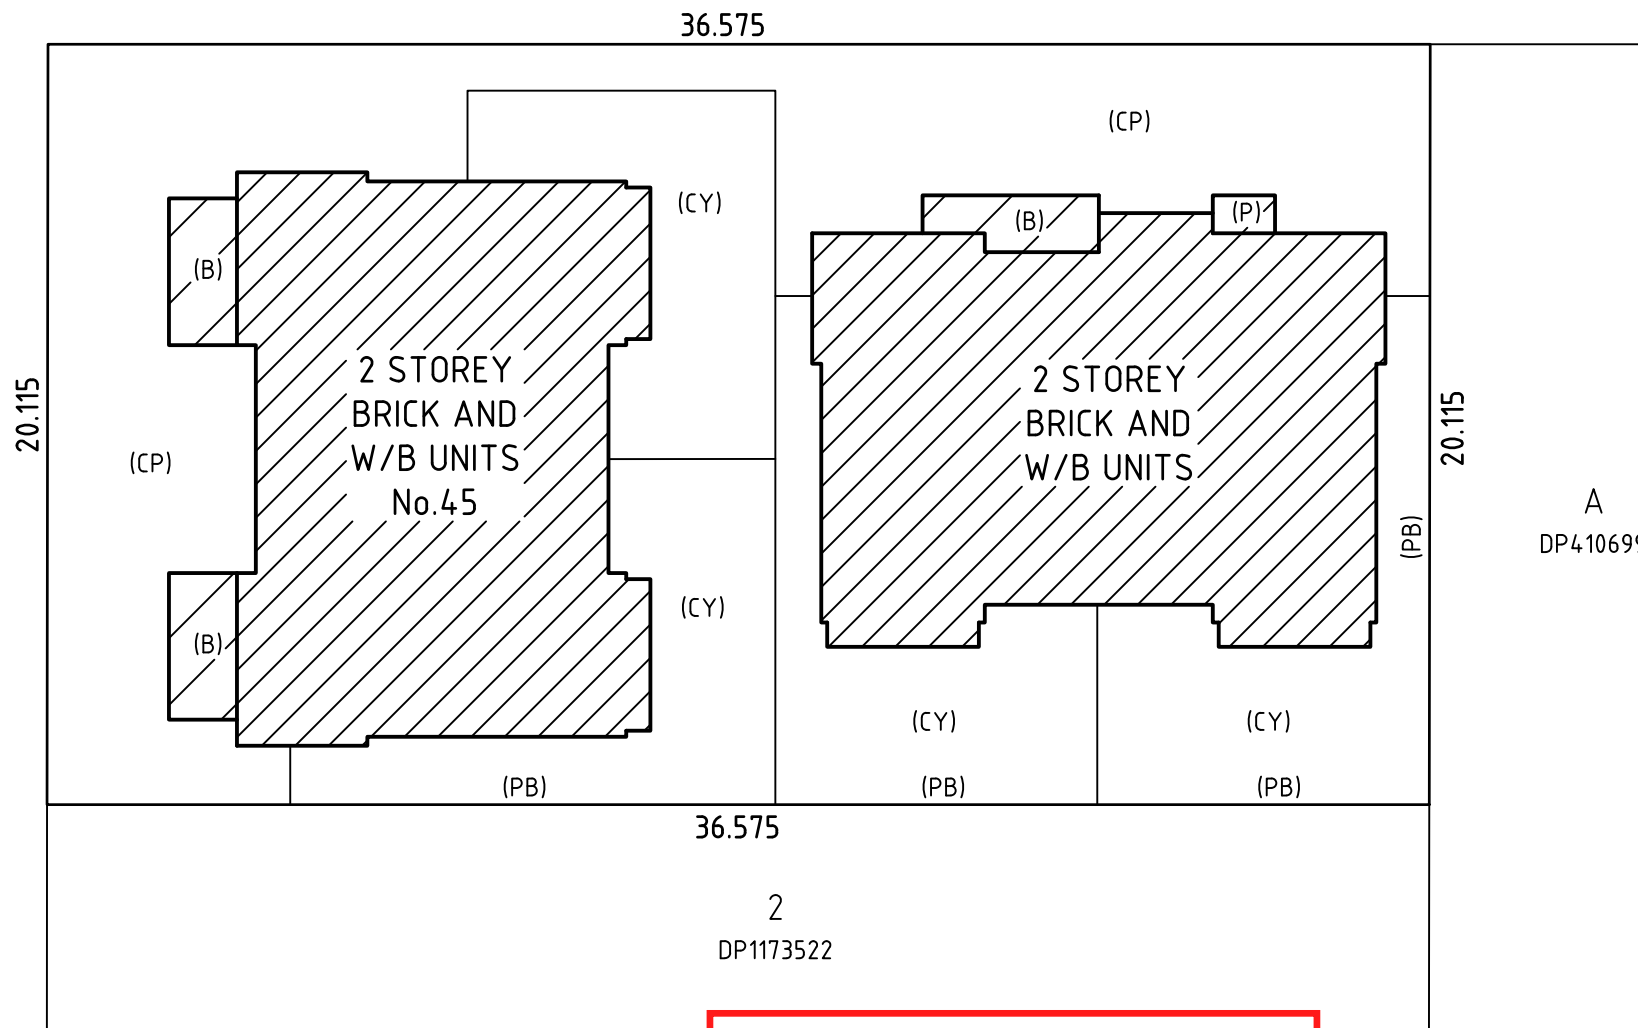 36.575
(CP)
(CY)
(B)
(P)
(B)
2 STOREY
BRICK AND
W/B UNITS
No.45
2 STOREY
BRICK AND
W/B UNITS
20.115
20.115
(CP)
(PB)
A
DP410699
(CY)
(B)
(CY)
(CY)
(PB)
(PB)
(PB)
36.575
2
DP1173522